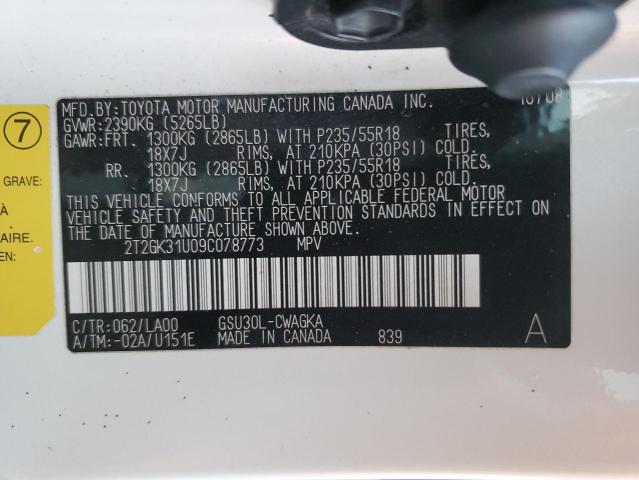 MFD. BY: TOYOTA MOTOR MANUFACTURING CANADA INC. 10/08
GVWR: 2390KG (5265LB)
GAWR: FRT. 1300KG (2865LB) WITH P235/55R18 TIRES,
18X7J RIMS, AT 210KPA (30PSI) COLD.
RR. 1300KG (2865LB) WITH P235/55R18 TIRES,
18X7J RIMS, AT 210KPA (30PSI) COLD.
THIS VEHICLE CONFORMS TO ALL APPLICABLE FEDERAL MOTOR
VEHICLE SAFETY AND THEFT PREVENTION STANDARDS IN EFFECT ON
THE DATE OF MANUFACTURE SHOWN ABOVE.
2T2GK31U09C078773 MPV
C/TR: 062/LA00 GSU30L-CWAGKA
A/TM: -02A/U151E MADE IN CANADA 839 A
7
GRAVE:
À
AIRE.
EN: